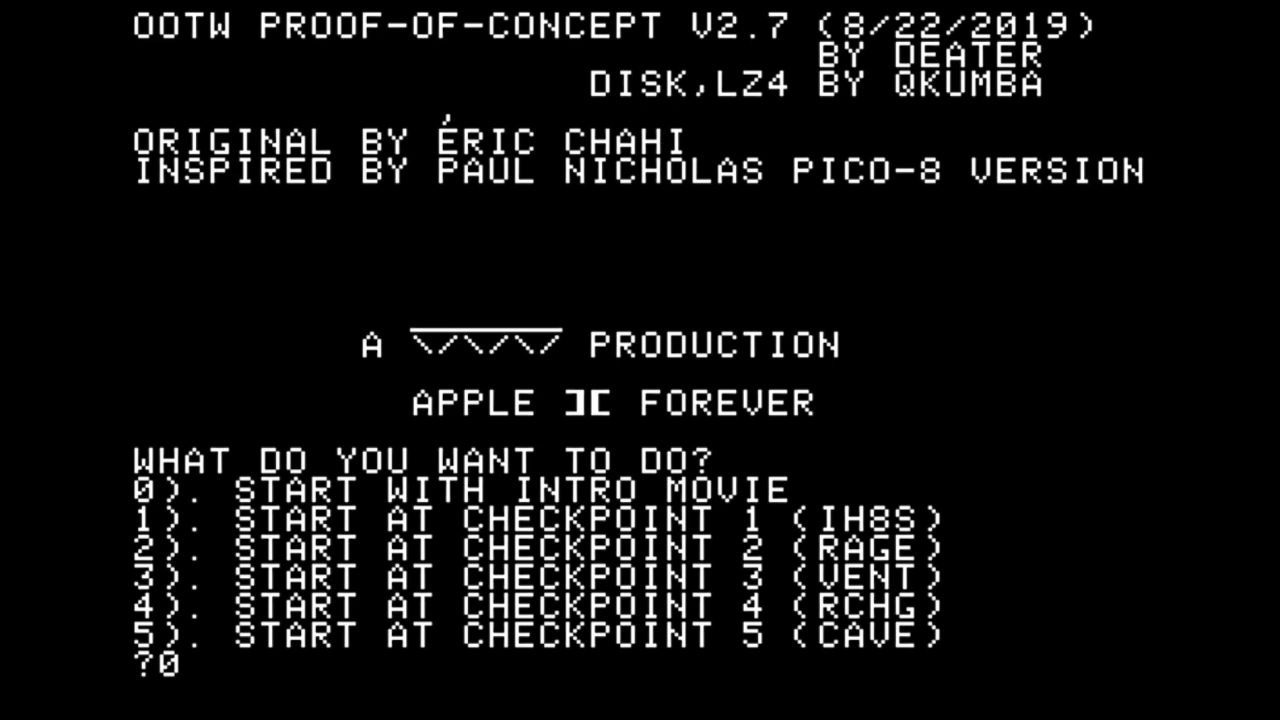 OOTW PROOF-OF-CONCEPT V2.7 (8/22/2019)
BY DEATER
DISK,LZ4 BY QKUMBA
ORIGINAL BY ÉRIC CHAHI
INSPIRED BY PAUL NICHOLAS PICO-8 VERSION
A \/\/\/ PRODUCTION
APPLE ][ FOREVER
WHAT DO YOU WANT TO DO?
0). START WITH INTRO MOVIE
1). START AT CHECKPOINT 1 (IH8S)
2). START AT CHECKPOINT 2 (RAGE)
3). START AT CHECKPOINT 3 (VENT)
4). START AT CHECKPOINT 4 (RCHG)
5). START AT CHECKPOINT 5 (CAVE)
?0